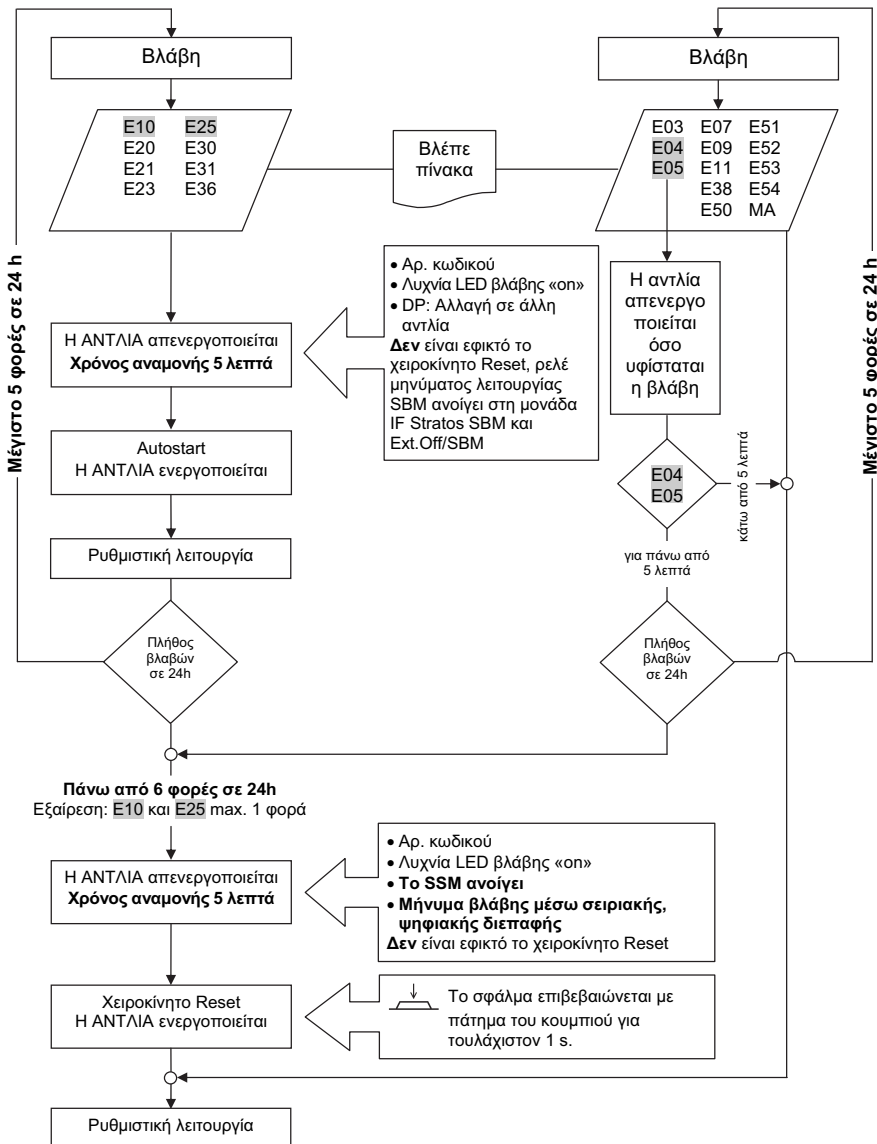 Βλάβη
E10 E25
E20 E30
E21 E31
E23 E36
Βλέπε
πίνακα
Βλάβη
E03 E07 E51
E04 E09 E52
E05 E11 E53
E38 E54
E50 MA
Μέγιστο 5 φορές σε 24 h
• Αρ. κωδικού
• Λυχνία LED βλάβης «on»
• DP: Αλλαγή σε άλλη
αντλία
Δεν είναι εφικτό το
χειροκίνητο Reset, ρελέ
μηνύματος λειτουργίας
SBM ανοίγει στη μονάδα
IF Stratos SBM και
Ext.Off/SBM
Η αντλία
απενεργο
ποιείται
όσο
υφίσταται
η βλάβη
Μέγιστο 5 φορές σε 24 h
Η ΑΝΤΛΙΑ απενεργοποιείται
Χρόνος αναμονής 5 λεπτά
Autostart
Η ΑΝΤΛΙΑ ενεργοποιείται
E04
E05
κάτω από 5 λεπτά
Ρυθμιστική λειτουργία
για πάνω από
5 λεπτά
Πλήθος
βλαβών
σε 24h
Πλήθος
βλαβών
σε 24h
Πάνω από 6 φορές σε 24h
Εξαίρεση: E10 και E25 max. 1 φορά
Η ΑΝΤΛΙΑ απενεργοποιείται
Χρόνος αναμονής 5 λεπτά
• Αρ. κωδικού
• Λυχνία LED βλάβης «on»
• Το SSM ανοίγει
• Μήνυμα βλάβης μέσω σειριακής,
ψηφιακής διεπαφής
Δεν είναι εφικτό το χειροκίνητο Reset
Χειροκίνητο Reset
Η ΑΝΤΛΙΑ ενεργοποιείται
Το σφάλμα επιβεβαιώνεται με
πάτημα του κουμπιού για
τουλάχιστον 1 s.
Ρυθμιστική λειτουργία